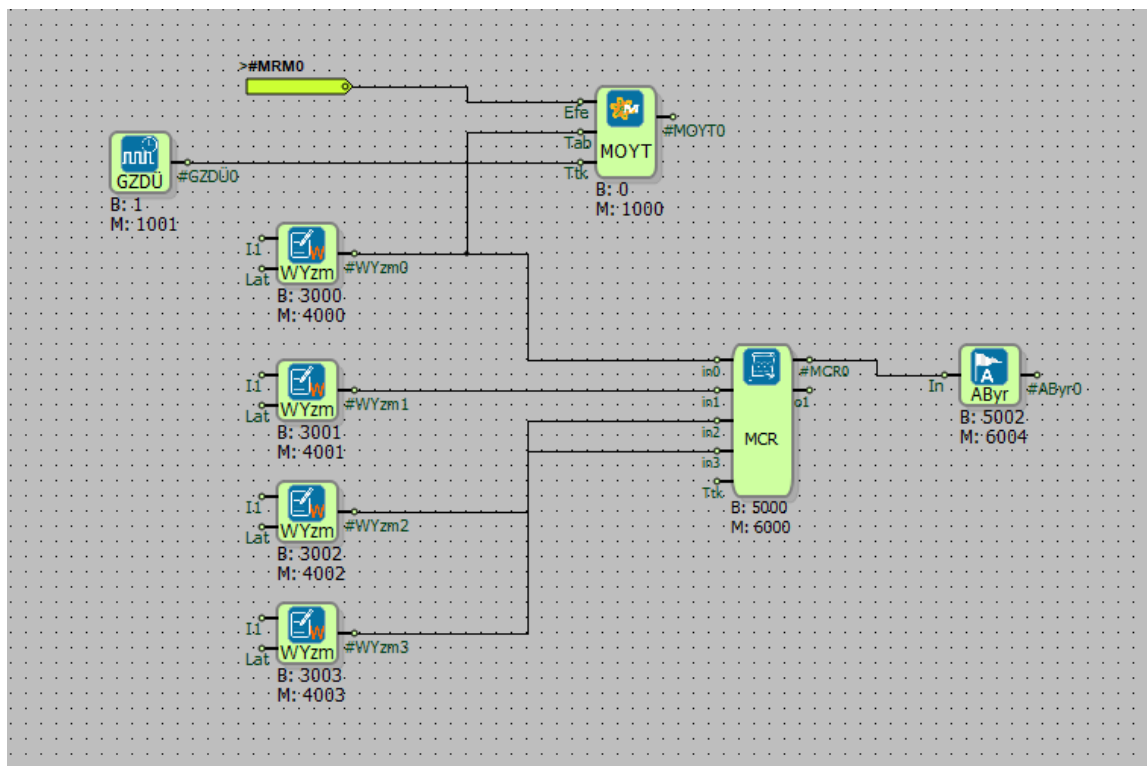 >#MRM0
Efe
Tab
Ttk
MOYT
#MOYT0
B: 0
M: 1000
GZDÜ
#GZDÜ0
B: 1
M: 1001
I1
Lat
WYzm
#WYzm0
B: 3000
M: 4000
I1
Lat
WYzm
#WYzm1
B: 3001
M: 4001
I1
Lat
WYzm
#WYzm2
B: 3002
M: 4002
I1
Lat
WYzm
#WYzm3
B: 3003
M: 4003
in0
in1
in2
in3
Ttk
MCR
#MCR0
o1
B: 5000
M: 6000
In
A
AByr
#AByr0
B: 5002
M: 6004